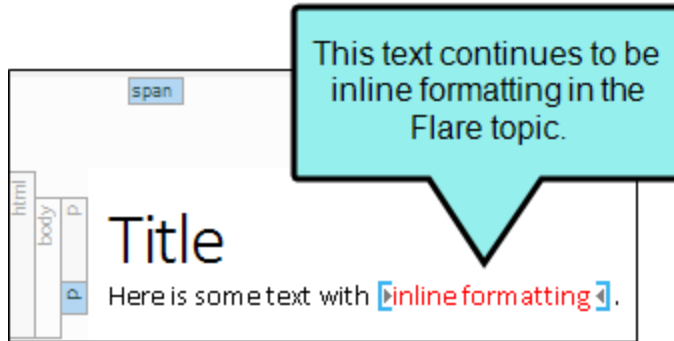 This text continues to be
inline formatting in the
Flare topic.
span
html
body
p
Title
p
Here is some text with inline formatting.